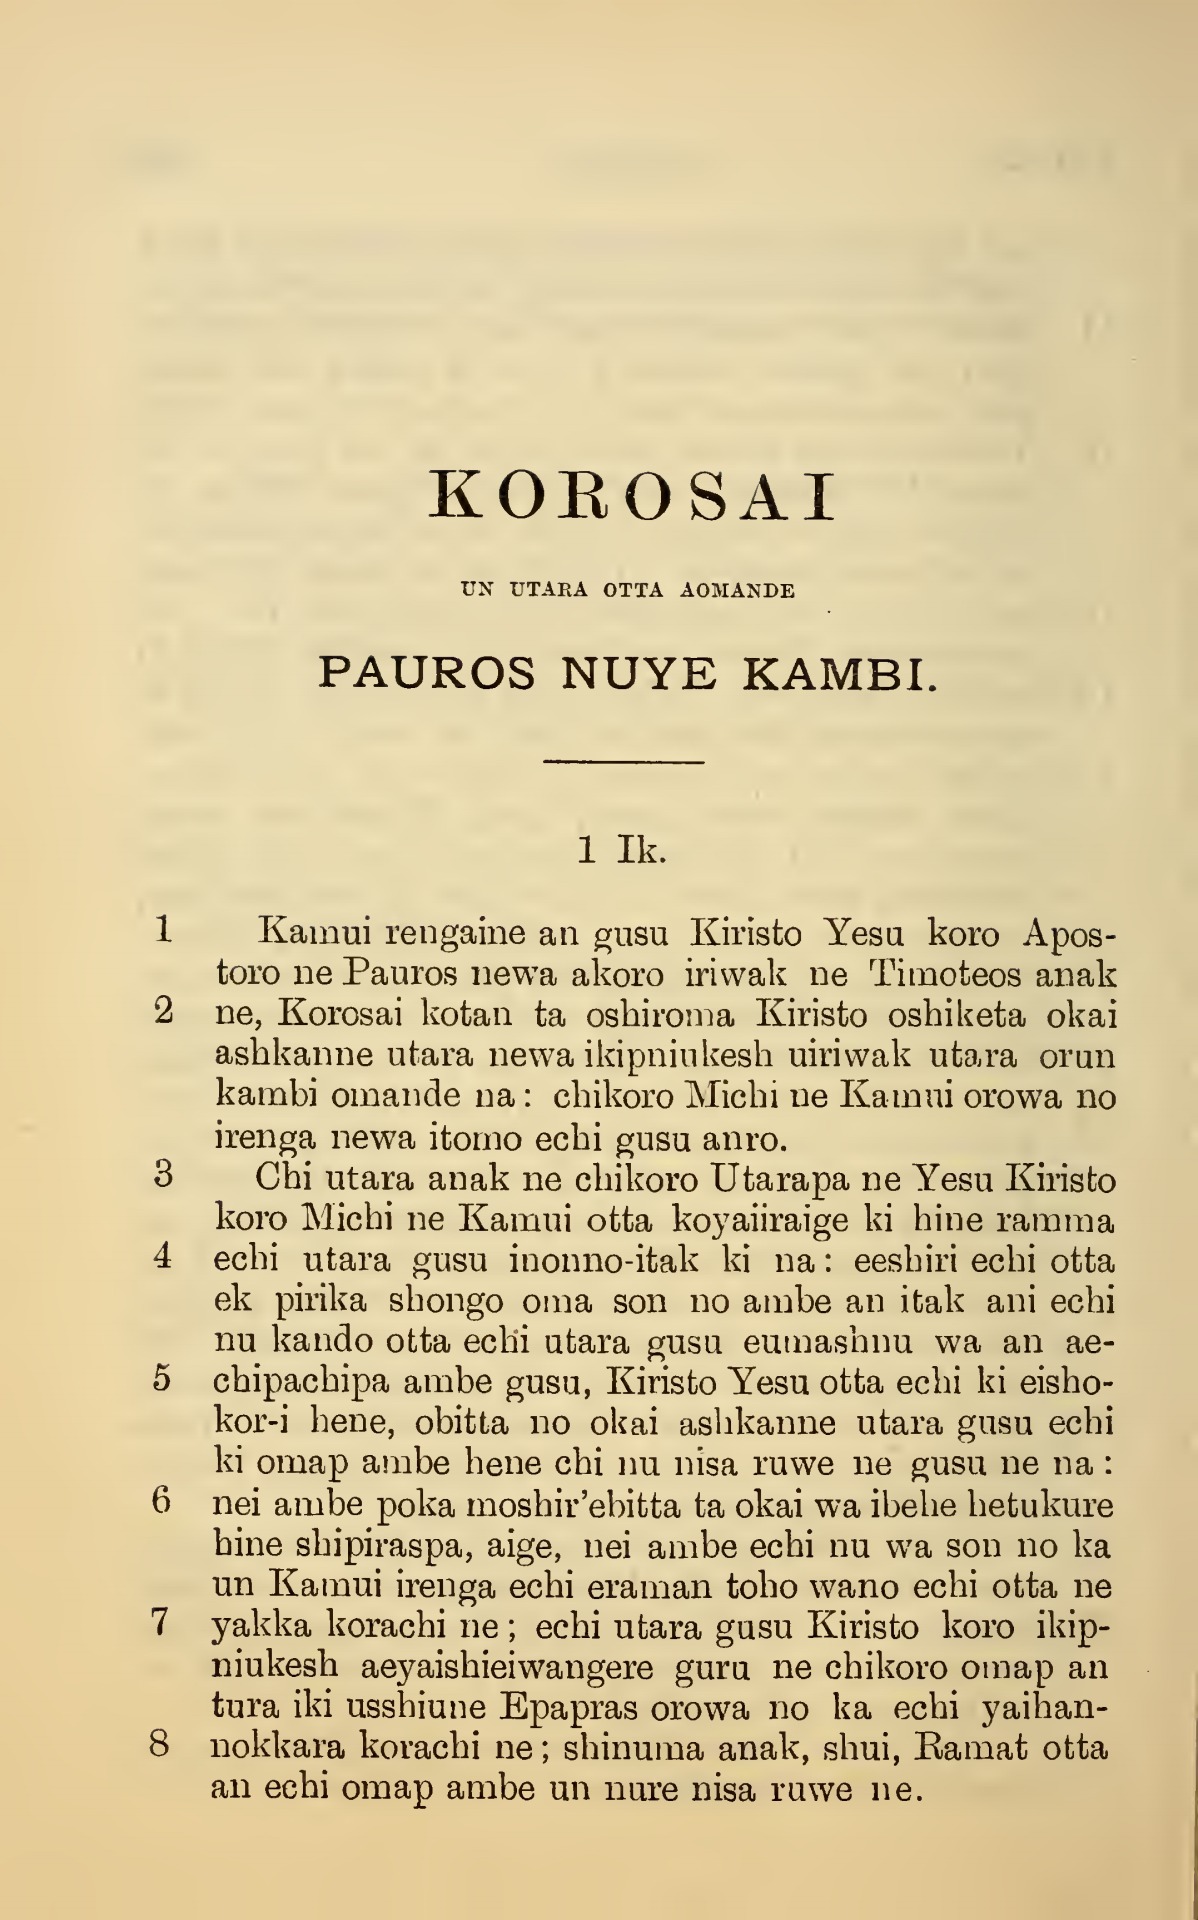 KOROSAI
UN UTARA OTTA AOMANDE
PAUROS NUYE KAMBI.
1 Ik.
1 Kamui rengaine an gusu Kiristo Yesu koro Apos-
toro ne Pauros newa akoro iriwak ne Timoteos anak
2 ne, Korosai kotan ta oshiroma Kiristo oshiketa okai
ashkanne utara newa ikipniukesh uiriwak utara orun
kambi omande na: chikoro Michi ne Kamui orowa no
irenga newa itomo echi gusu anro.
3 Chi utara anak ne chikoro Utarapa ne Yesu Kiristo
koro Michi ne Kamui otta koyaiiraige ki hine ramma
4 echi utara gusu inonno-itak ki na: eeshiri echi otta
ek pirika shongo oma son no ambe an itak ani echi
nu kando otta echi utara gusu eumashnu wa an ae-
5 chipachipa ambe gusu, Kiristo Yesu otta echi ki eisho-
kor-i hene, obitta no okai ashkanne utara gusu echi
ki omap ambe hene chi nu nisa ruwe ne gusu ne na:
6 nei ambe poka moshir'ebitta ta okai wa ibehe hetukure
hine shipiraspa, aige, nei ambe echi nu wa son no ka
un Kamui irenga echi eraman toho wano echi otta ne
7 yakka korachi ne; echi utara gusu Kiristo koro ikip-
niukesh aeyaishieiwangere guru ne chikoro omap an
tura iki usshiune Epapras orowa no ka echi yaihan-
8 nokkara korachi ne; shinuma anak, shui, Ramat otta
an echi omap ambe un nure nisa ruwe ne.